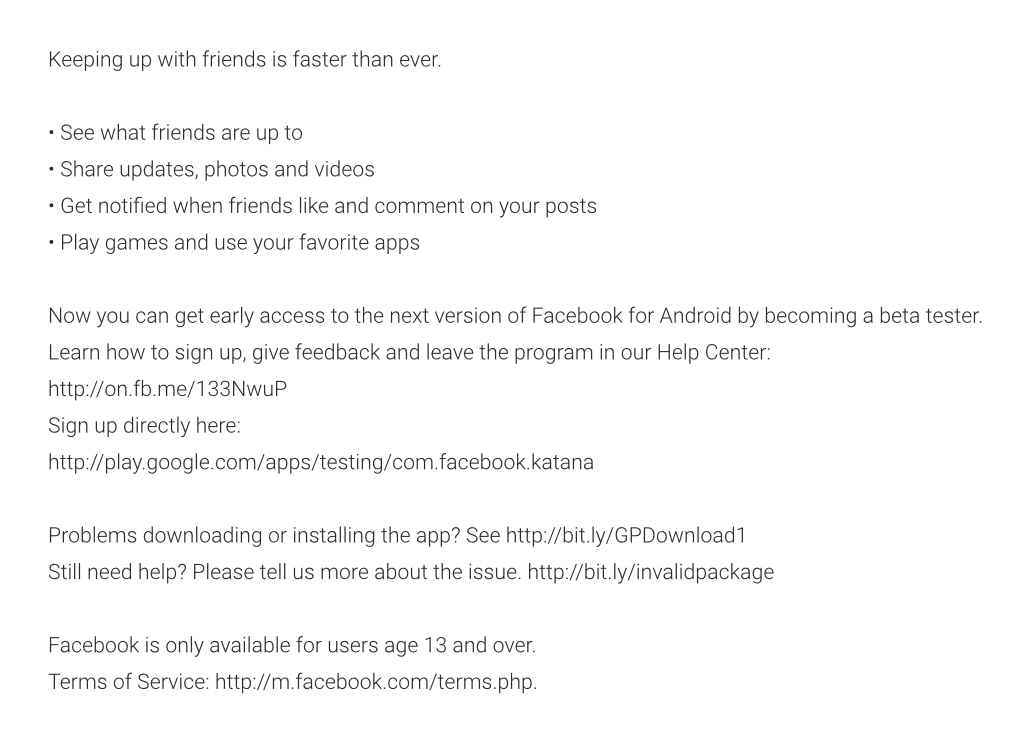 Keeping up with friends is faster than ever.
• See what friends are up to
• Share updates, photos and videos
• Get notified when friends like and comment on your posts
• Play games and use your favorite apps
Now you can get early access to the next version of Facebook for Android by becoming a beta tester.
Learn how to sign up, give feedback and leave the program in our Help Center:
http://on.fb.me/133NwuP
Sign up directly here:
http://play.google.com/apps/testing/com.facebook.katana
Problems downloading or installing the app? See http://bit.ly/GPDownload1
Still need help? Please tell us more about the issue. http://bit.ly/invalidpackage
Facebook is only available for users age 13 and over.
Terms of Service: http://m.facebook.com/terms.php.